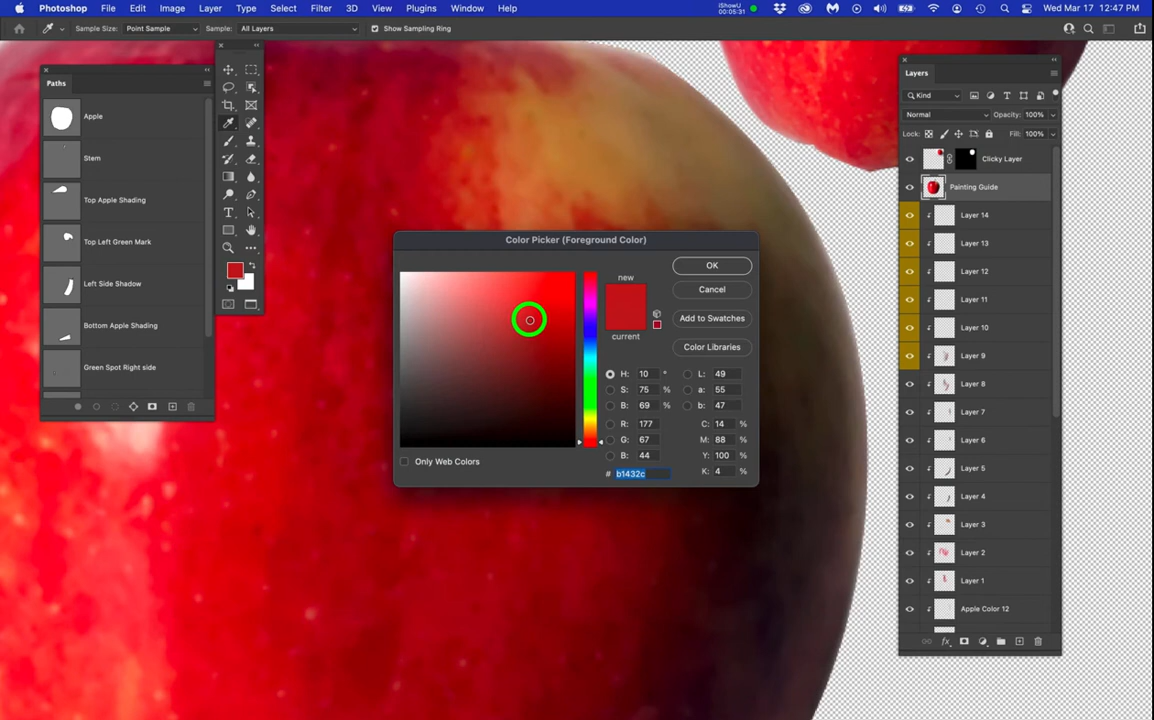 Photoshop File Edit Image Layer Type Select Filter 3D View Plugins Window Help iShowU 00:05:31 Wed Mar 17 12:47 PM
Sample Size: Point Sample Sample: All Layers Show Sampling Ring
Paths
Apple
Stem
Top Apple Shading
Top Left Green Mark
Left Side Shadow
Bottom Apple Shading
Green Spot Right side
Color Picker (Foreground Color)
new
current
OK
Cancel
Add to Swatches
Color Libraries
H: 10 ° L: 49
S: 75 % a: 55
B: 69 % b: 47
R: 177 C: 14 %
G: 67 M: 88 %
B: 44 Y: 100 %
# b1432c K: 4 %
Only Web Colors
Layers
Kind
Normal Opacity: 100%
Lock: Fill: 100%
Clicky Layer
Painting Guide
Layer 14
Layer 13
Layer 12
Layer 11
Layer 10
Layer 9
Layer 8
Layer 7
Layer 6
Layer 5
Layer 4
Layer 3
Layer 2
Layer 1
Apple Color 12
fx